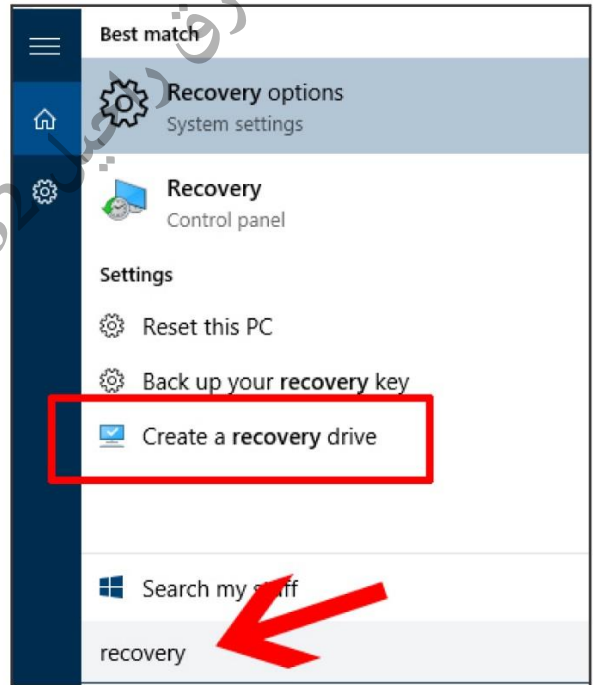 Best match
Recovery options
System settings
Recovery
Control panel
Settings
Reset this PC
Back up your recovery key
Create a recovery drive
Search my stuff
recovery